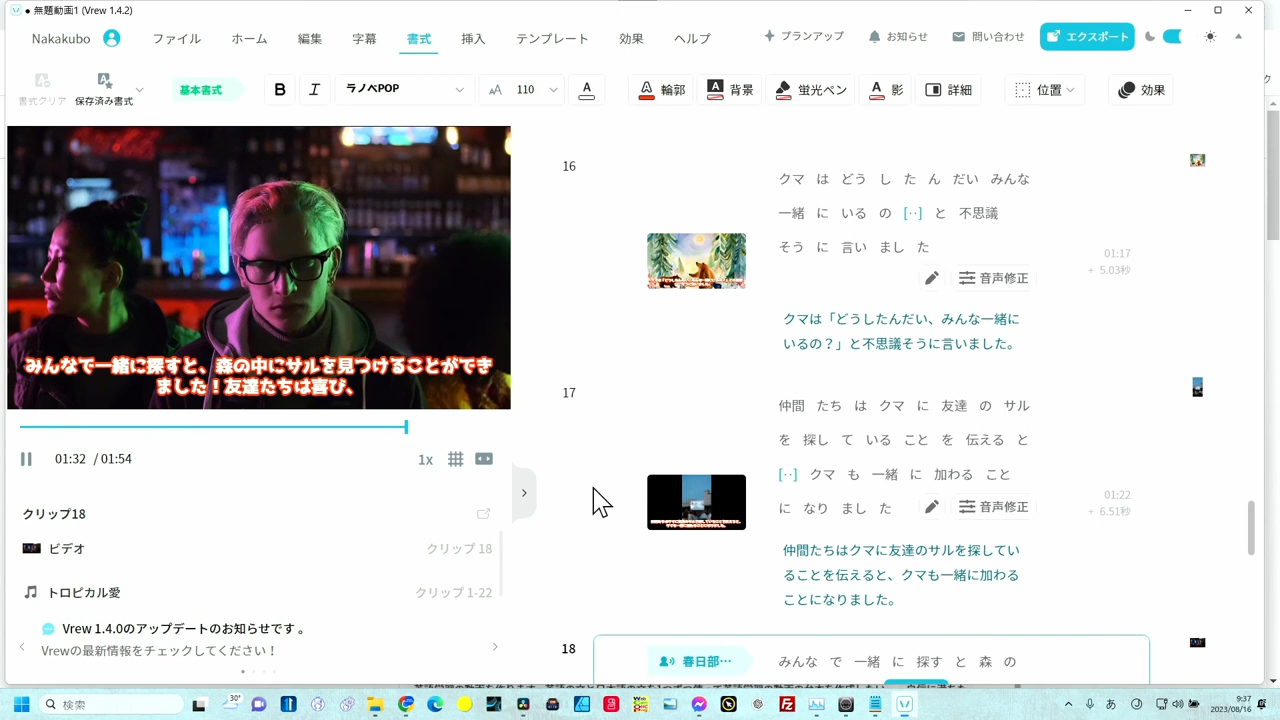 無題動画1 (Vrew 1.4.2)
Nakakubo ファイル ホーム 編集 字幕 書式 挿入 テンプレート 効果 ヘルプ プランアップ お知らせ 問い合わせ エクスポート
書式クリア 保存済み書式 基本書式 B I ラノベPOP 110 輪郭 背景 蛍光ペン 影 詳細 位置 効果
みんなで一緒に探すと、森の中にサルを見つけることができ
ました！友達たちは喜び、
01:32 / 01:54 1x
クリップ18
ビデオ クリップ 18
トロピカル愛 クリップ 1-22
Vrew 1.4.0のアップデートのお知らせです。
Vrewの最新情報をチェックしてください！
16
クマ は どう し た ん だい みんな
一緒 に いる の [··] と 不思議
そう に 言い まし た
01:17
+ 5.03秒
音声修正
クマは「どうしたんだい、みんな一緒に
いるの？」と不思議そうに言いました。
17
仲間 たち は クマ に 友達 の サル
を 探し て いる こと を 伝える と
[··] クマ も 一緒 に 加わる こと
に なり まし た
01:22
+ 6.51秒
音声修正
仲間たちはクマに友達のサルを探してい
ることを伝えると、クマも一緒に加わる
ことになりました。
18
春日部…
みんな で 一緒 に 探す と 森 の
検索
30°
あ
9:37
2023/08/16